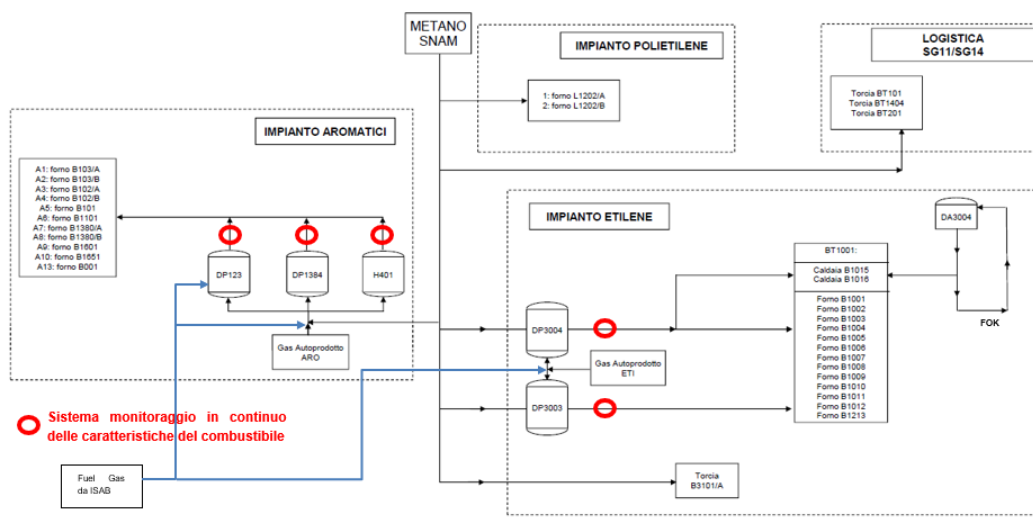 METANO
SNAM
IMPIANTO POLIETILENE
1: forno L1202/A
2: forno L1202/B
LOGISTICA
SG11/SG14
Torcia BT101
Torcia BT1404
Torcia BT201
IMPIANTO AROMATICI
A1: forno B103/A
A2: forno B103/B
A3: forno B102/A
A4: forno B102/B
A5: forno B101
A6: forno B1101
A7: forno B1380/A
A8: forno B1380/B
A9: forno B1601
A10: forno B1651
A13: forno B001
DP123
DP1384
H401
Gas Autoprodotto
ARO
IMPIANTO ETILENE
DA3004
BT1001:
Caldaia B1015
Caldaia B1016
Forno B1001
Forno B1002
Forno B1003
Forno B1004
Forno B1005
Forno B1006
Forno B1007
Forno B1008
Forno B1009
Forno B1010
Forno B1011
Forno B1012
Forno B1213
FOK
DP3004
Gas Autoprodotto
ETI
DP3003
Sistema monitoraggio in continuo
delle caratteristiche del combustibile
Fuel Gas
da ISAB
Torcia
B3101/A